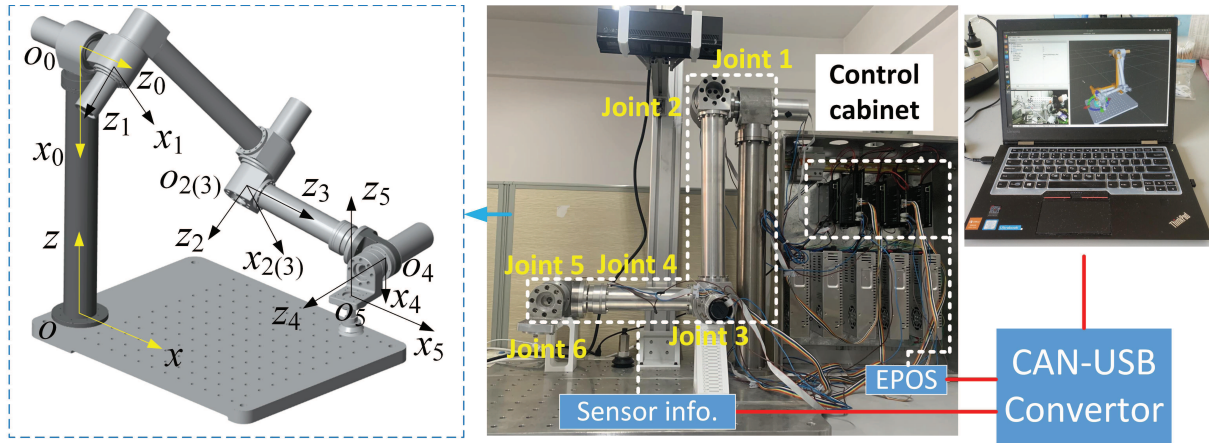 o0
z0
z1
x1
x0
o2(3)
z3
z5
z2
x2(3)
o4
z
z4
x4
o5
o
x
x5
Joint 1
Joint 2
Control
cabinet
Joint 5
Joint 4
Joint 3
Joint 6
EPOS
Sensor info.
CAN-USB
Convertor
ThinkPad